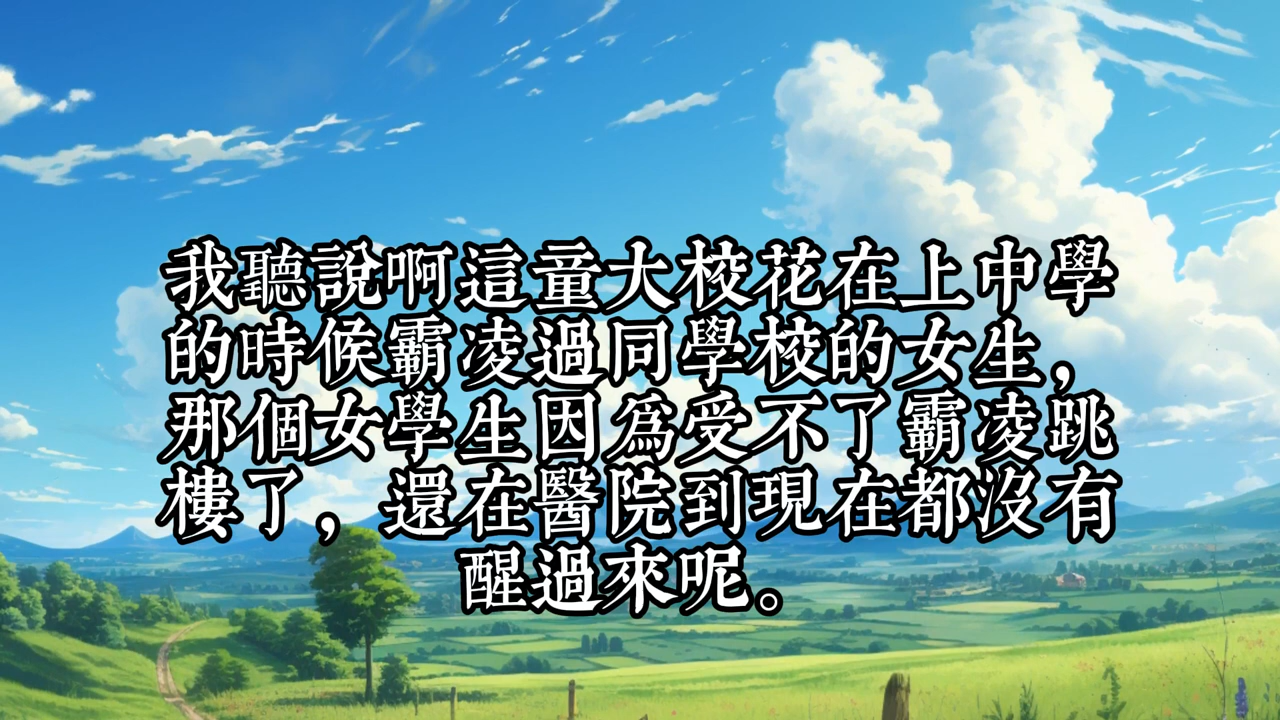 我聽說啊這童大校花在上中學
的時候霸凌過同學校的女生，
那個女學生因爲受不了霸凌跳
樓了，還在醫院到現在都沒有
醒過來呢。